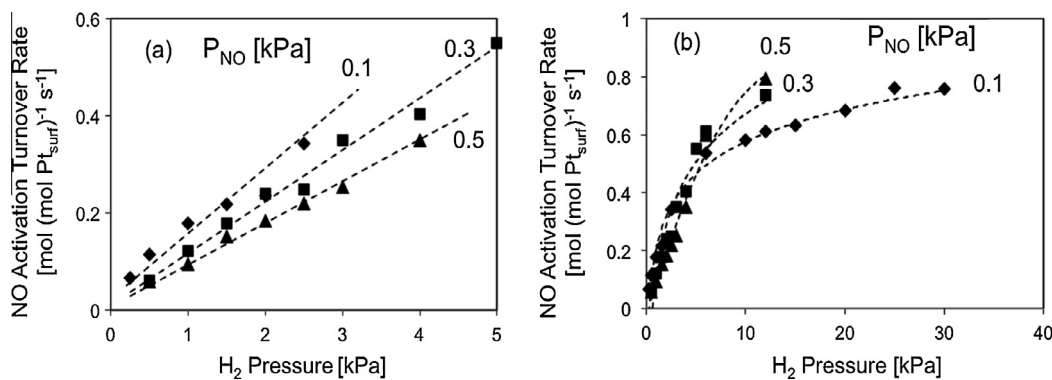 NO Activation Turnover Rate
[mol (mol Pt_surf)^-1 s^-1]
0.6
0.4
0.2
0
(a)
P_NO [kPa]
0.1
0.3
0.5
0 1 2 3 4 5
H_2 Pressure [kPa]
NO Activation Turnover Rate
[mol (mol Pt_surf)^-1 s^-1]
1
0.8
0.6
0.4
0.2
0
(b)
P_NO [kPa]
0.5
0.3
0.1
0 10 20 30 40
H_2 Pressure [kPa]